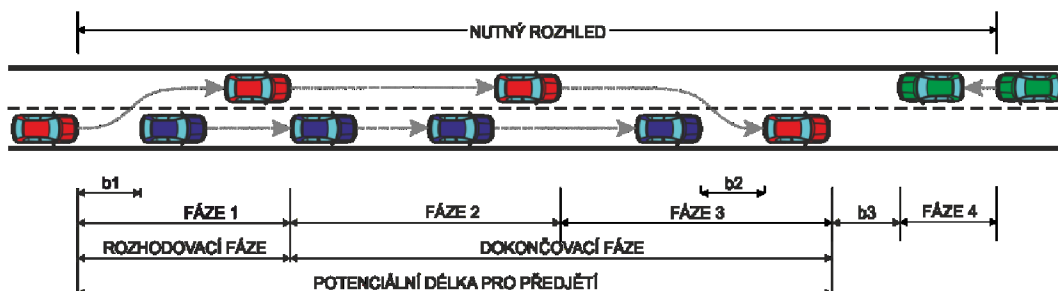 NUTNÝ ROZHLED
b1
b2
FÁZE 1
FÁZE 2
FÁZE 3
b3
FÁZE 4
ROZHODOVACÍ FÁZE
DOKONČOVACÍ FÁZE
POTENCIÁLNÍ DÉLKA PRO PŘEDJĚTÍ